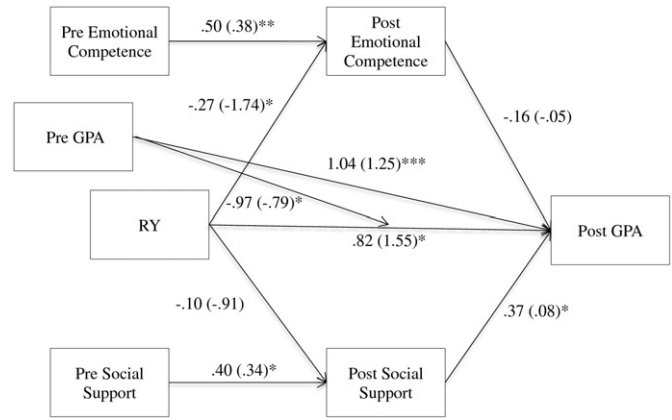 Pre Emotional
Competence
.50 (.38)**
Post
Emotional
Competence
-.27 (-1.74)*
-.16 (-.05)
Pre GPA
1.04 (1.25)***
-.97 (-.79)*
RY
.82 (1.55)*
Post GPA
-.10 (-.91)
.37 (.08)*
Pre Social
Support
.40 (.34)*
Post Social
Support